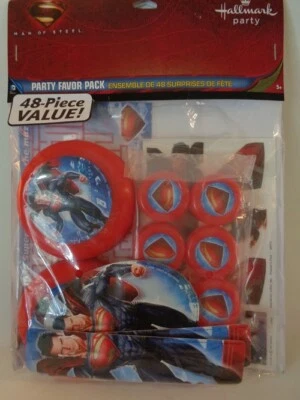 MAN OF STEEL
Hallmark
party
PARTY FAVOR PACK ENSEMBLE DE 48 SURPRISES DE FÊTE
48-Piece
VALUE!